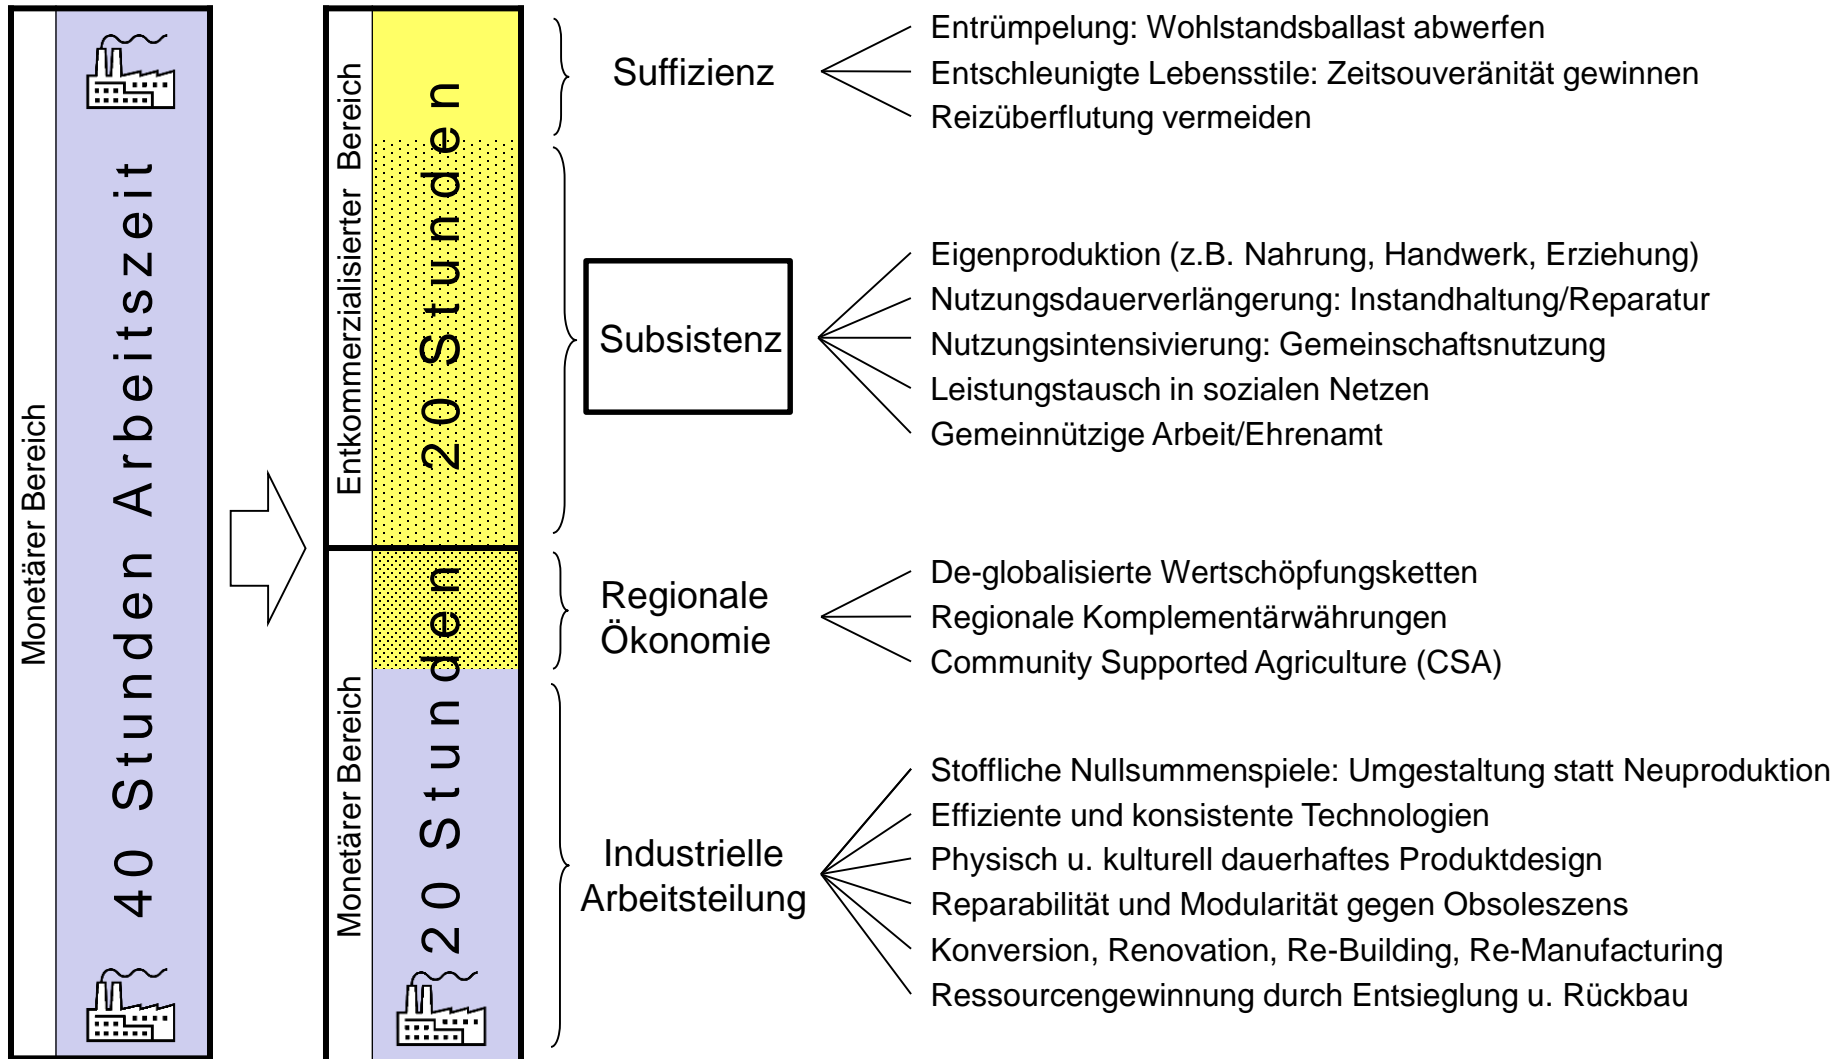 Monetärer Bereich
40 Stunden Arbeitszeit
Entkommerzialisierter Bereich
20 Stunden
Monetärer Bereich
20 Stunden
Suffizienz
Entrümpelung: Wohlstandsballast abwerfen
Entschleunigte Lebensstile: Zeitsouveränität gewinnen
Reizüberflutung vermeiden
Subsistenz
Eigenproduktion (z.B. Nahrung, Handwerk, Erziehung)
Nutzungsdauerverlängerung: Instandhaltung/Reparatur
Nutzungsintensivierung: Gemeinschaftsnutzung
Leistungstausch in sozialen Netzen
Gemeinnützige Arbeit/Ehrenamt
Regionale
Ökonomie
De-globalisierte Wertschöpfungsketten
Regionale Komplementärwährungen
Community Supported Agriculture (CSA)
Industrielle
Arbeitsteilung
Stoffliche Nullsummenspiele: Umgestaltung statt Neuproduktion
Effiziente und konsistente Technologien
Physisch u. kulturell dauerhaftes Produktdesign
Reparabilität und Modularität gegen Obsoleszens
Konversion, Renovation, Re-Building, Re-Manufacturing
Ressourcengewinnung durch Entsieglung u. Rückbau